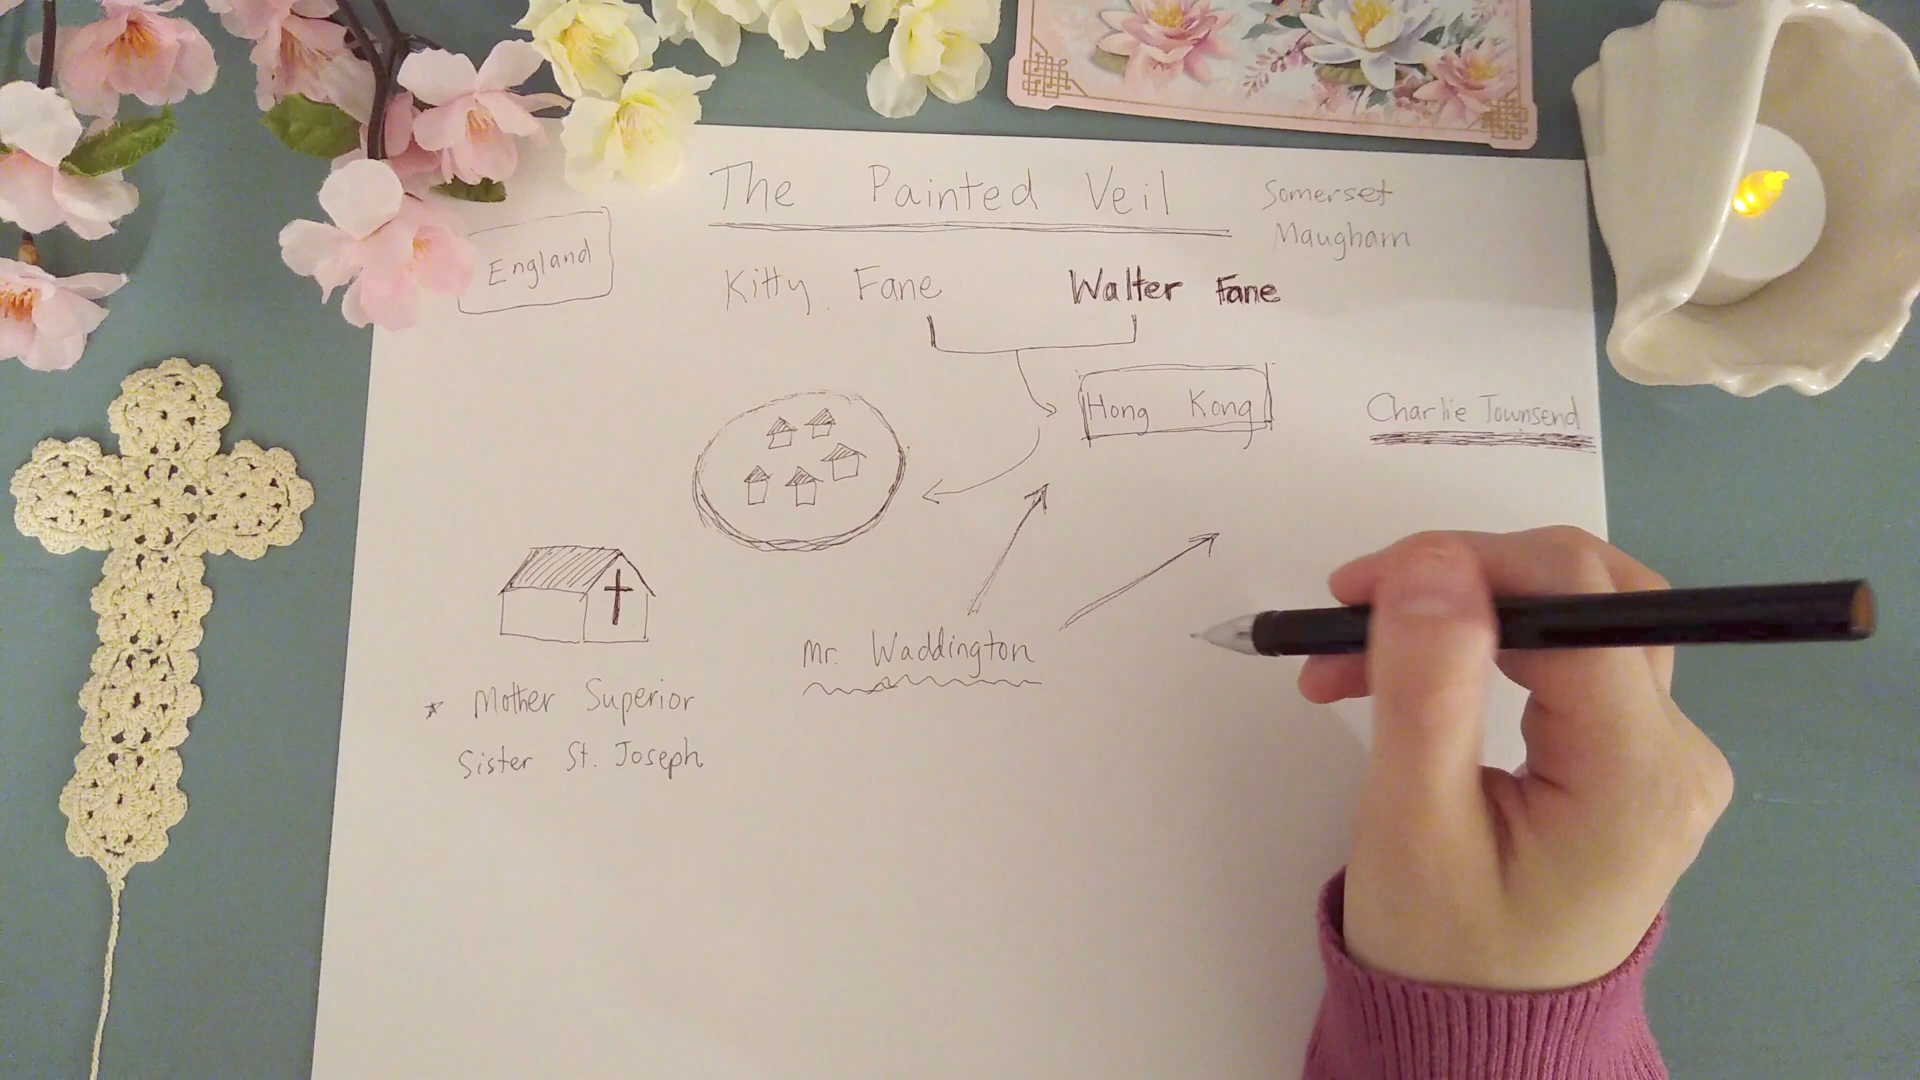 The Painted Veil
Somerset
Maugham
England
Kitty Fane
Walter Fane
Hong Kong
Charlie Townsend
Mr. Waddington
* Mother Superior
Sister St. Joseph